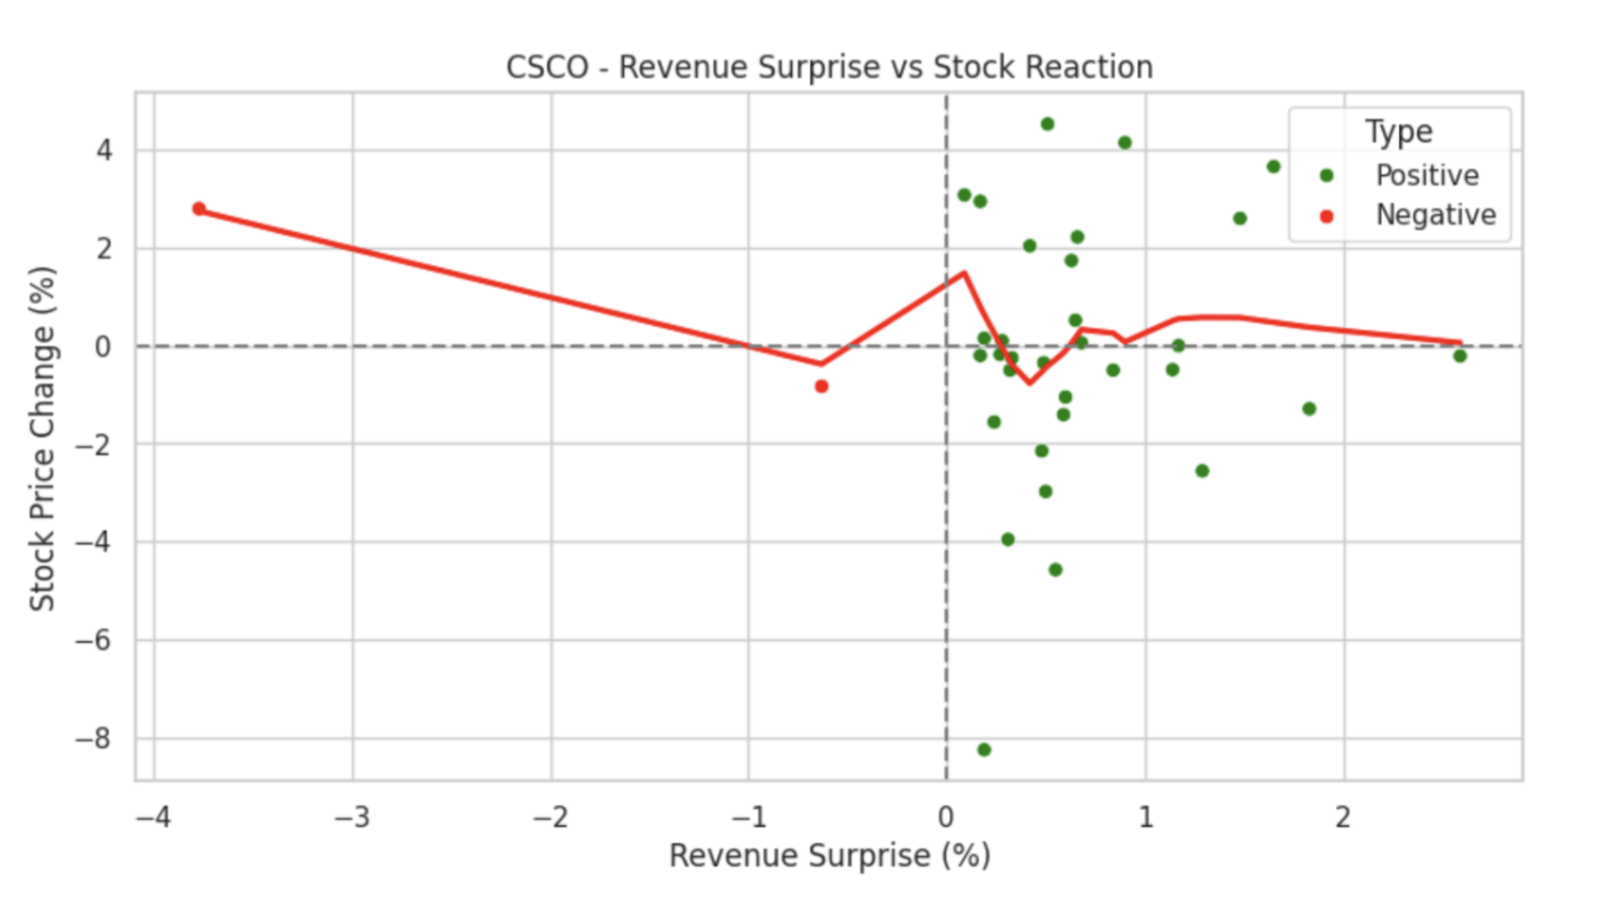 CSCO - Revenue Surprise vs Stock Reaction
Type
Positive
Negative
Stock Price Change (%)
4
2
0
−2
−4
−6
−8
−4
−3
−2
−1
0
1
2
Revenue Surprise (%)